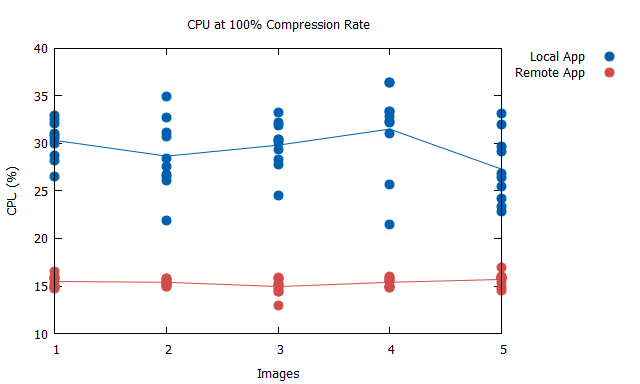 CPU at 100% Compression Rate
Local App
Remote App
40
35
30
25
20
15
10
CPU (%)
1 2 3 4 5
Images